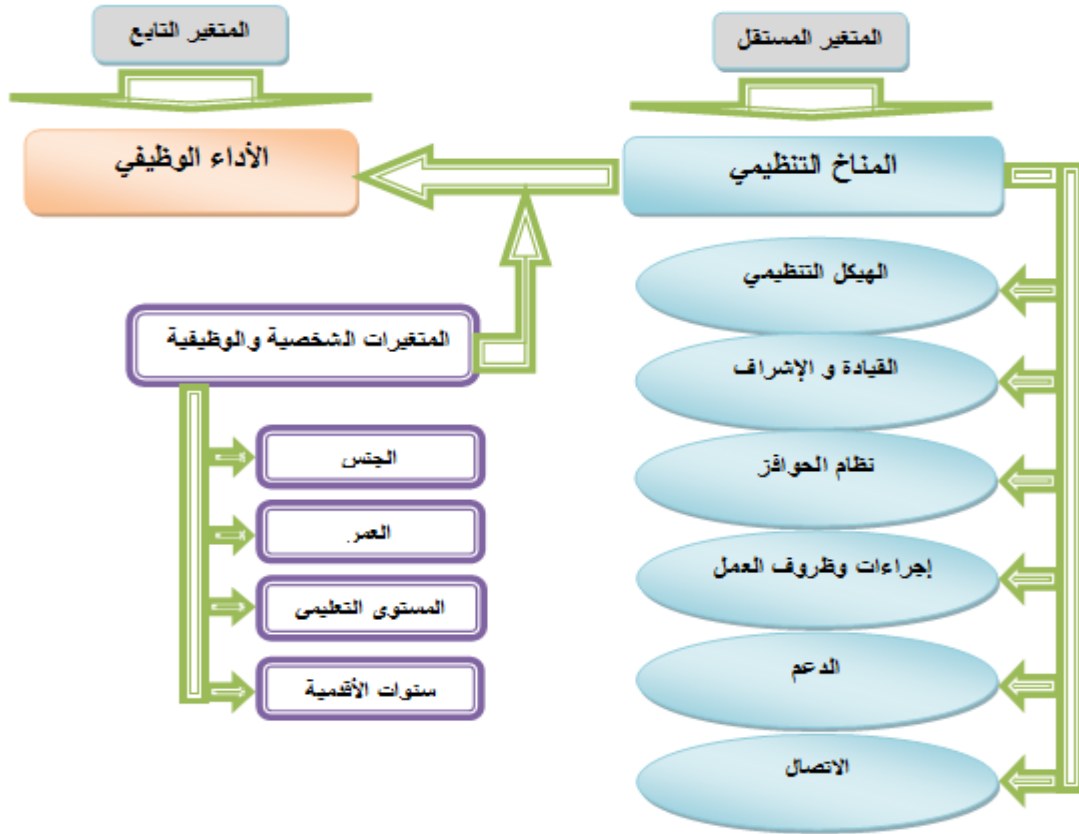 المتغير المستقل
المتغير التابع
المناخ التنظيمي
الأداء الوظيفي
الهيكل التنظيمي
القيادة و الإشراف
نظام الحوافز
إجراءات وظروف العمل
الدعم
الاتصال
المتغيرات الشخصية والوظيفية
الجنس
العمر.
المستوى التعليمي
سنوات الأقدمية